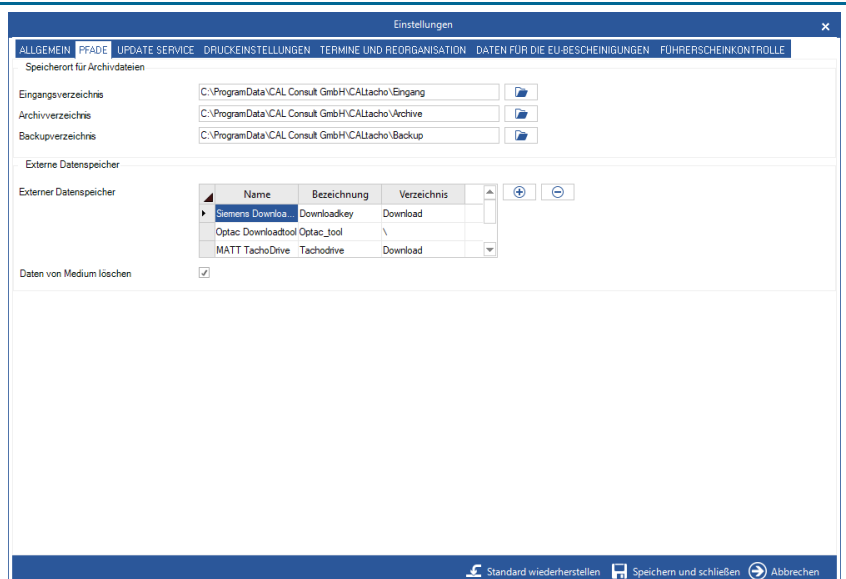 Einstellungen
ALLGEMEIN PFADE UPDATE SERVICE DRUCKEINSTELLUNGEN TERMINE UND REORGANISATION DATEN FÜR DIE EU-BESCHEINIGUNGEN FÜHRERSCHEINKONTROLLE
Speicherort für Archivdateien
Eingangsverzeichnis C:\ProgramData\CAL Consult GmbH\CALtacho\Eingang
Archivverzeichnis C:\ProgramData\CAL Consult GmbH\CALtacho\Archive
Backupverzeichnis C:\ProgramData\CAL Consult GmbH\CALtacho\Backup
Externe Datenspeicher
Externer Datenspeicher Name Bezeichnung Verzeichnis
Siemens Downloa... Downloadkey Download
Optac Downloadtool Optac_tool \
MATT TachoDrive Tachodrive Download
Daten von Medium löschen
Standard wiederherstellen Speichern und schließen Abbrechen